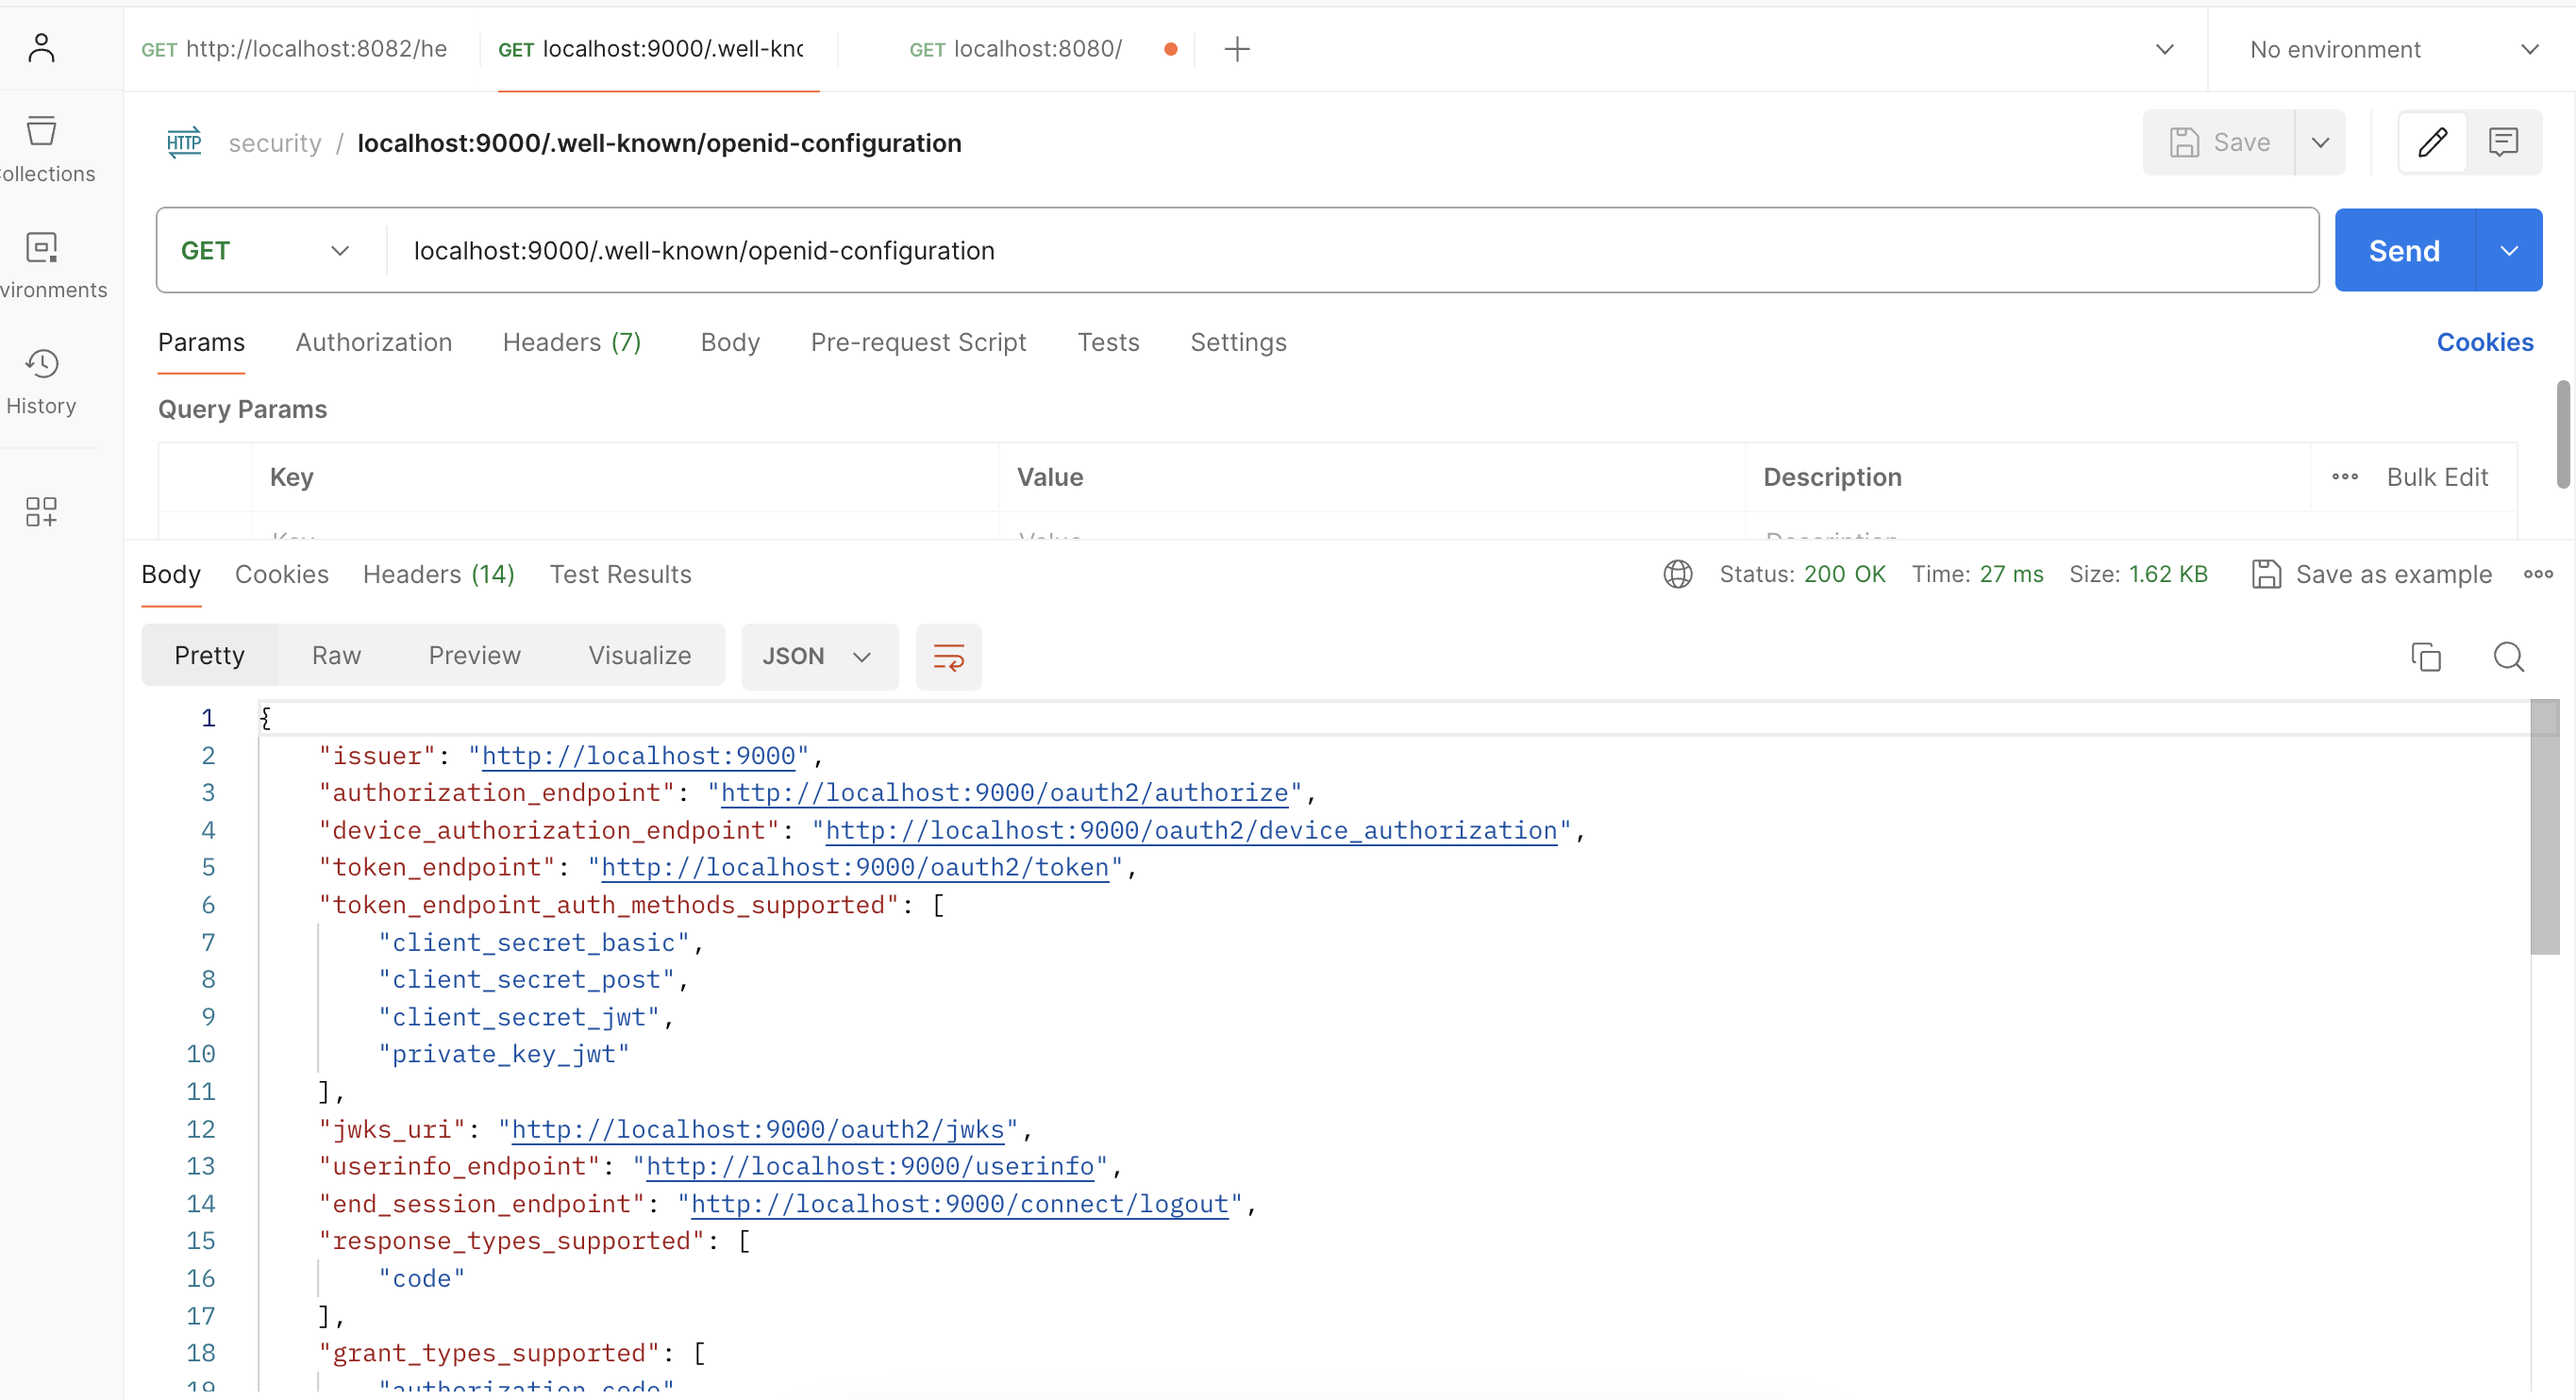 GET http://localhost:8082/he
GET localhost:9000/.well-knc
GET localhost:8080/
No environment
ollections
vironments
History
HTTP security / localhost:9000/.well-known/openid-configuration
Save
GET localhost:9000/.well-known/openid-configuration
Send
Params Authorization Headers (7) Body Pre-request Script Tests Settings Cookies
Query Params
Key Value Description Bulk Edit
Key Value Description
Body Cookies Headers (14) Test Results Status: 200 OK Time: 27 ms Size: 1.62 KB Save as example
Pretty Raw Preview Visualize JSON
1 {
2 "issuer": "http://localhost:9000",
3 "authorization_endpoint": "http://localhost:9000/oauth2/authorize",
4 "device_authorization_endpoint": "http://localhost:9000/oauth2/device_authorization",
5 "token_endpoint": "http://localhost:9000/oauth2/token",
6 "token_endpoint_auth_methods_supported": [
7 "client_secret_basic",
8 "client_secret_post",
9 "client_secret_jwt",
10 "private_key_jwt"
11 ],
12 "jwks_uri": "http://localhost:9000/oauth2/jwks",
13 "userinfo_endpoint": "http://localhost:9000/userinfo",
14 "end_session_endpoint": "http://localhost:9000/connect/logout",
15 "response_types_supported": [
16 "code"
17 ],
18 "grant_types_supported": [
19 "authorization_code"